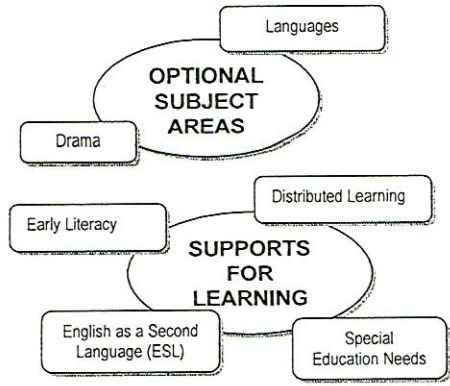 Languages
OPTIONAL
SUBJECT
AREAS
Drama
Distributed Learning
Early Literacy
SUPPORTS
FOR
LEARNING
English as a Second
Language (ESL)
Special
Education Needs